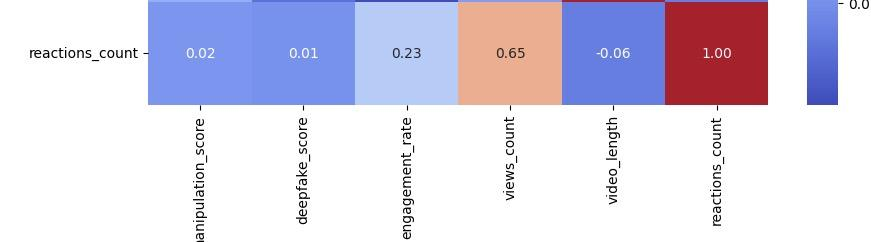 0.0
reactions_count
0.02 0.01 0.23 0.65 -0.06 1.00
deepfake_score
engagement_rate
views_count
video_length
reactions_count